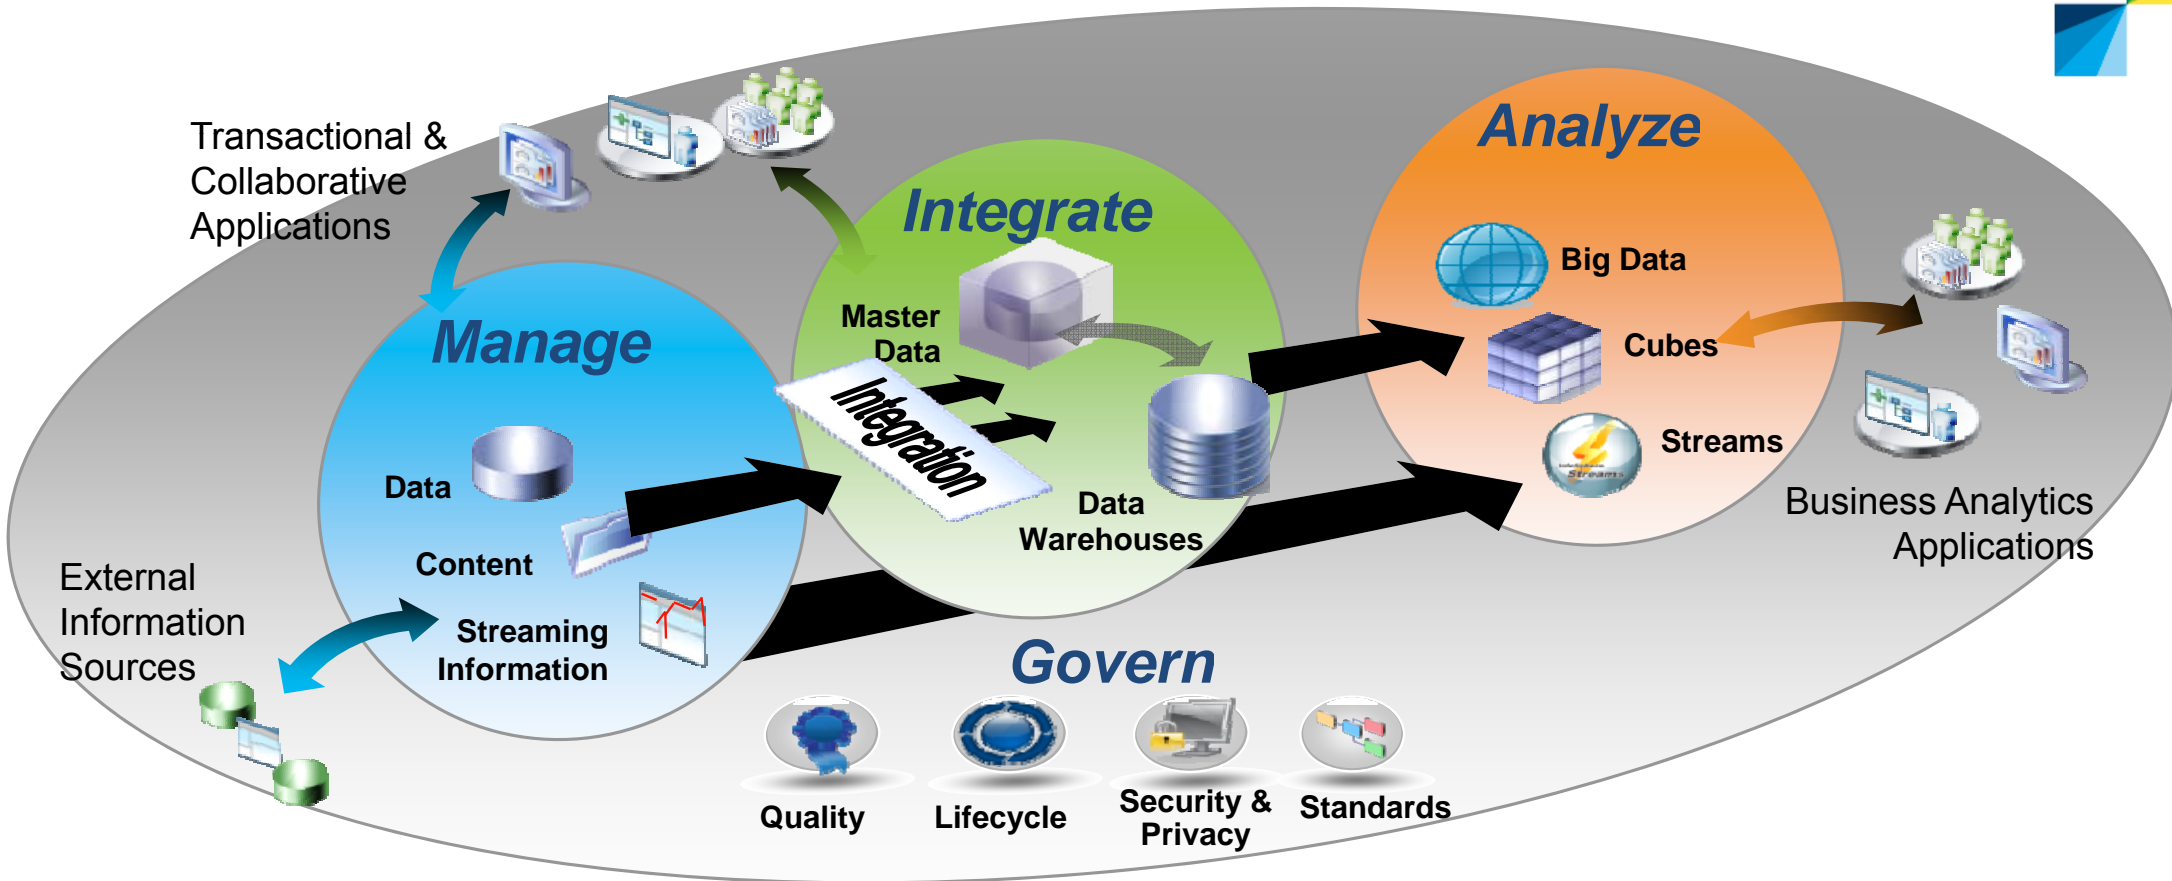 Transactional &
Collaborative
Applications
Manage
Data
Content
Streaming
Information
External
Information
Sources
Integrate
Master
Data
Integration
Data
Warehouses
Analyze
Big Data
Cubes
Streams
Streams
Business Analytics
Applications
Govern
Quality
Lifecycle
Security &
Privacy
Standards